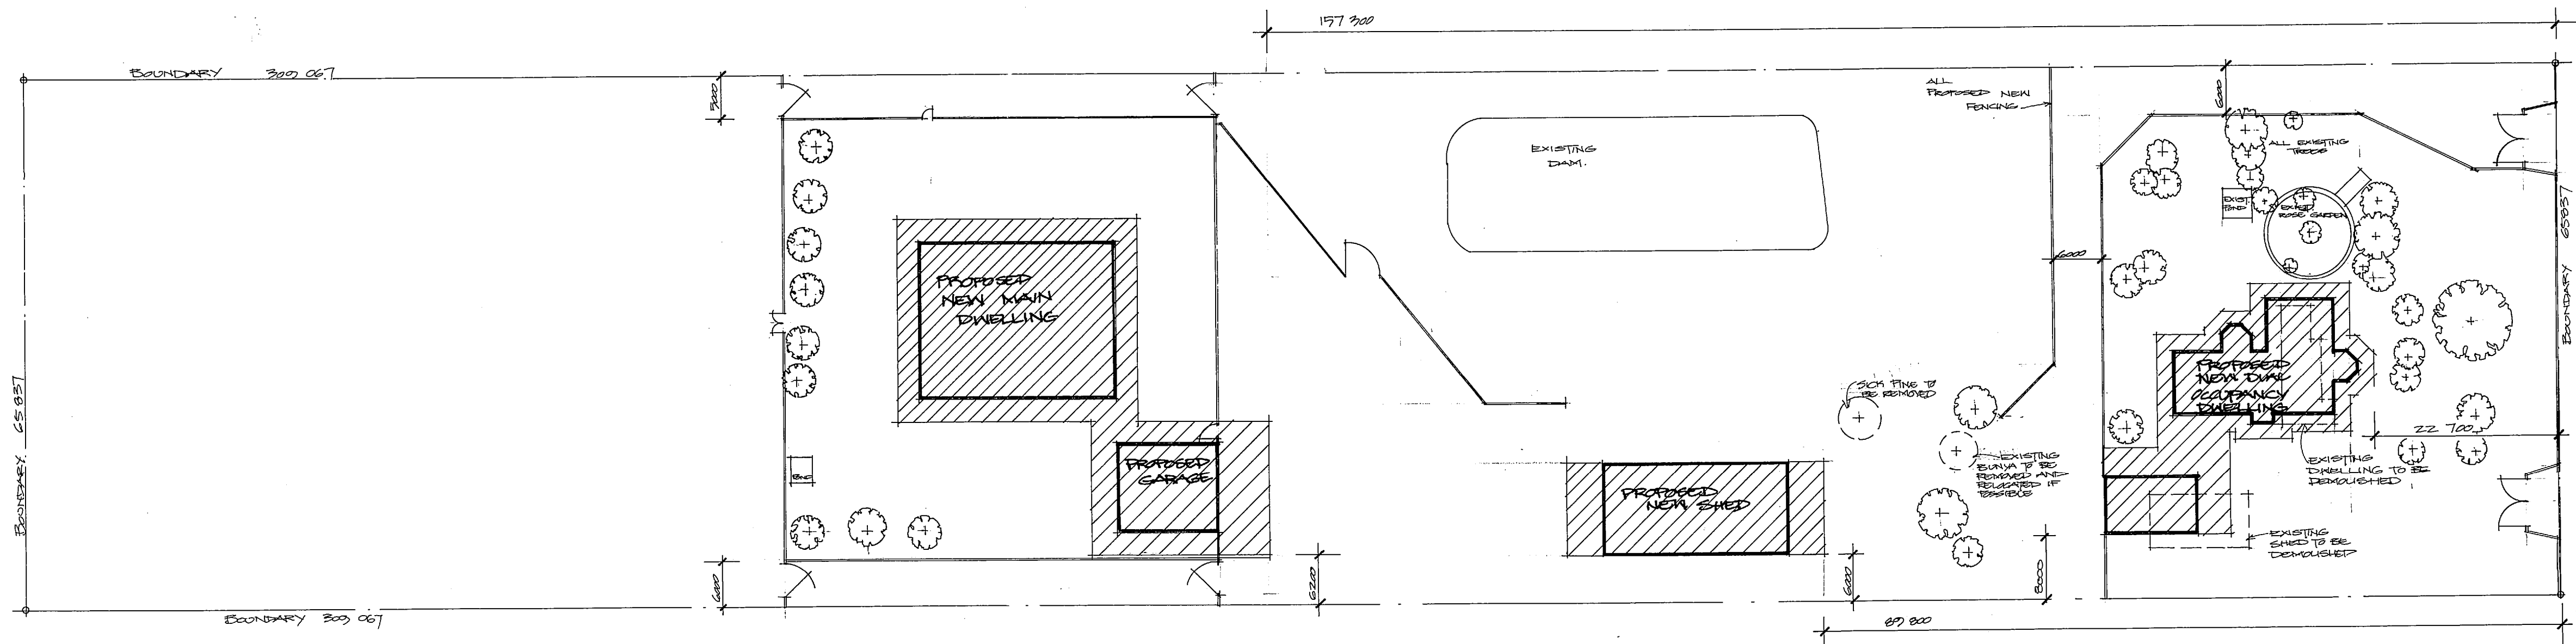 157 300
BOUNDARY 309 067
5000
ALL
PROPOSED NEW
FENCING
6000
EXISTING
DAM.
ALL EXISTING
TREES
EXIST.
POND
EXIST.
ROSE GARDEN
BOUNDARY 65837
6000
PROPOSED
NEW MAIN
DWELLING
PROPOSED
NEW DUAL
OCCUPANCY
DWELLING
SICK PINE TO
BE REMOVED
BOUNDARY 65837
22 700
PROPOSED
GARAGE
EXISTING
BUNYA TO BE
REMOVED AND
RELOCATED IF
POSSIBLE
EXISTING
DWELLING TO BE
DEMOLISHED
PROPOSED
NEW SHED
EXISTING
SHED TO BE
DEMOLISHED
6000
6200
6000
8000
BOUNDARY 309 067
89 800